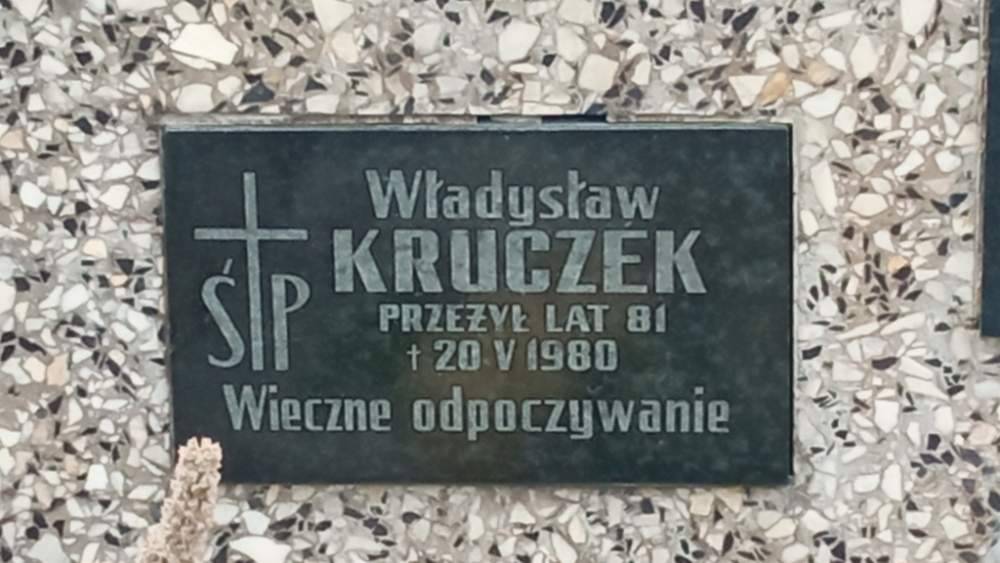 Władysław
KRUCZEK
ŚP
PRZEŻYŁ LAT 81
† 20 V 1980
Wieczne odpoczywanie